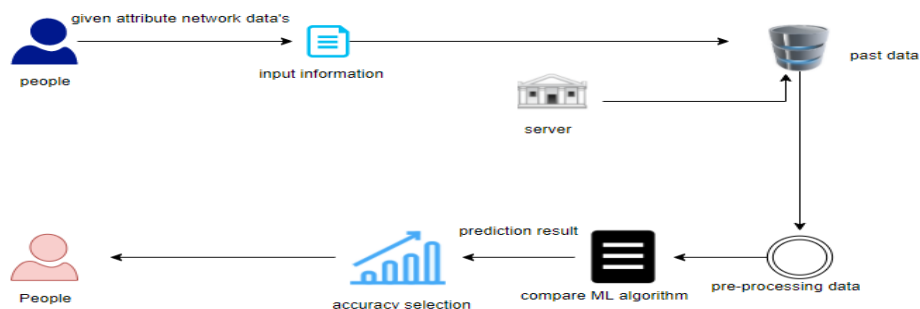 given attribute network data's
people
input information
past data
server
prediction result
People
accuracy selection
compare ML algorithm
pre-processing data